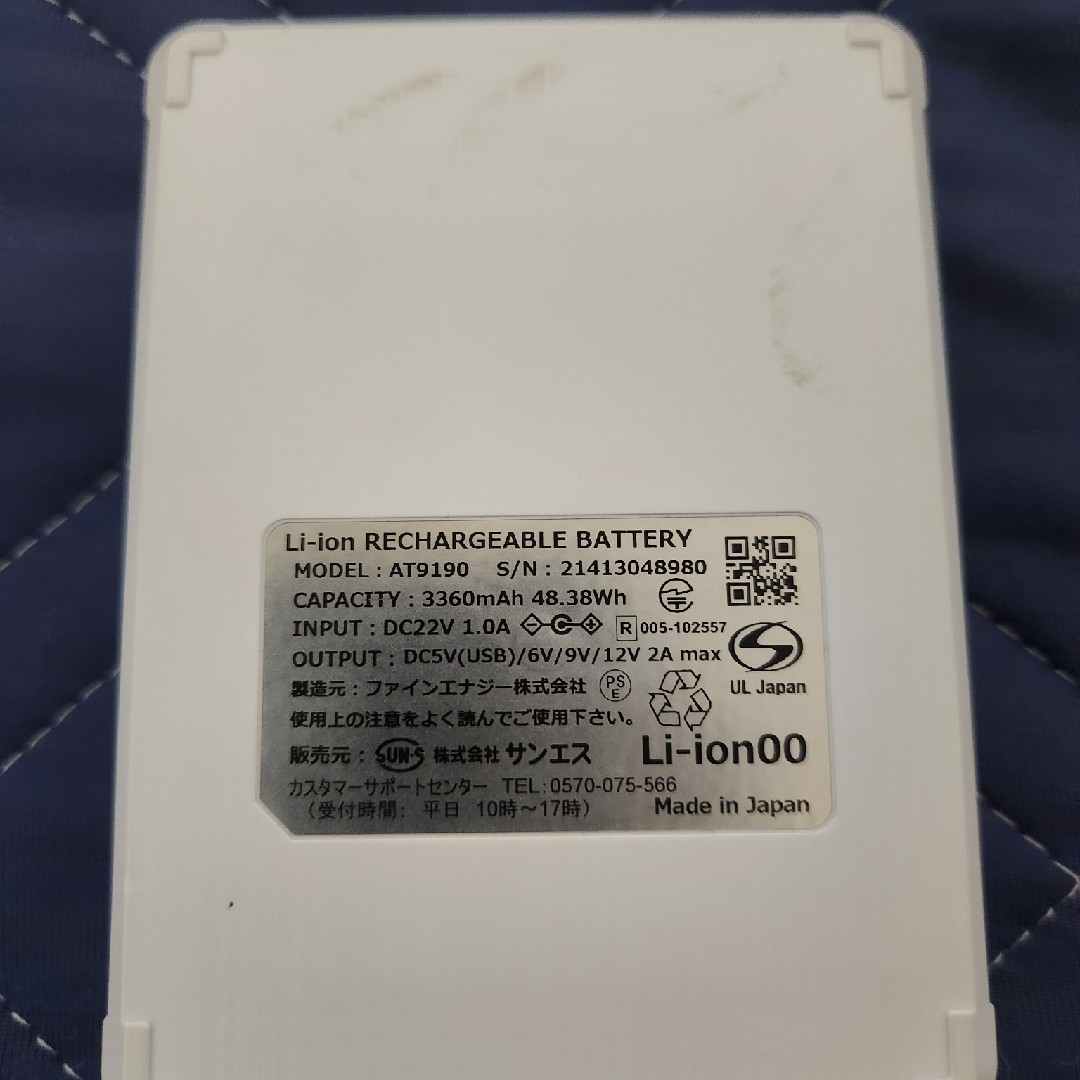 Li-ion RECHARGEABLE BATTERY
MODEL : AT9190 S/N : 21413048980
CAPACITY : 3360mAh 48.38Wh
INPUT : DC22V 1.0A R 005-102557
OUTPUT : DC5V(USB)/6V/9V/12V 2A max
UL Japan
製造元 : ファインエナジー株式会社 PSE
使用上の注意をよく読んでご使用下さい。
Li-ion00
販売元 : SUN・S 株式会社 サンエス
カスタマーサポートセンター TEL:0570-075-566
(受付時間: 平日 10時～17時) Made in Japan